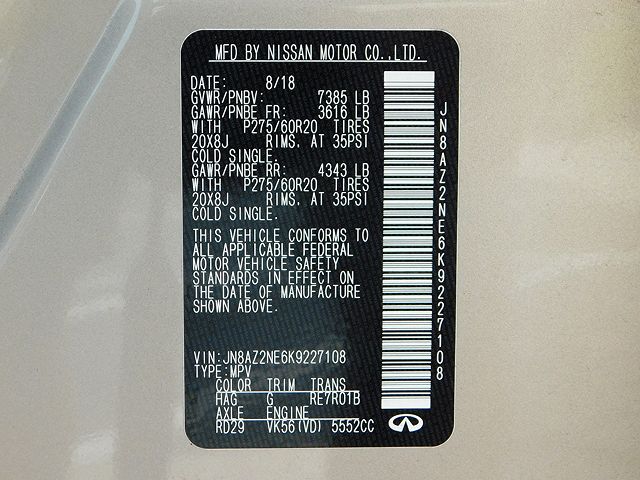 MFD BY NISSAN MOTOR CO.,LTD.
DATE: 8/18
GVWR/PNBV: 7385 LB
GAWR/PNBE FR: 3616 LB
WITH P275/60R20 TIRES
20X8J RIMS, AT 35PSI
COLD SINGLE.
GAWR/PNBE RR: 4343 LB
WITH P275/60R20 TIRES
20X8J RIMS, AT 35PSI
COLD SINGLE.
THIS VEHICLE CONFORMS TO
ALL APPLICABLE FEDERAL
MOTOR VEHICLE SAFETY
STANDARDS IN EFFECT ON
THE DATE OF MANUFACTURE
SHOWN ABOVE.
VIN:JN8AZ2NE6K9227108
TYPE:MPV
COLOR TRIM TRANS
HAG G RE7R01B
AXLE ENGINE
RD29 VK56(VD) 5552CC
JN8AZ2NE6K9227108